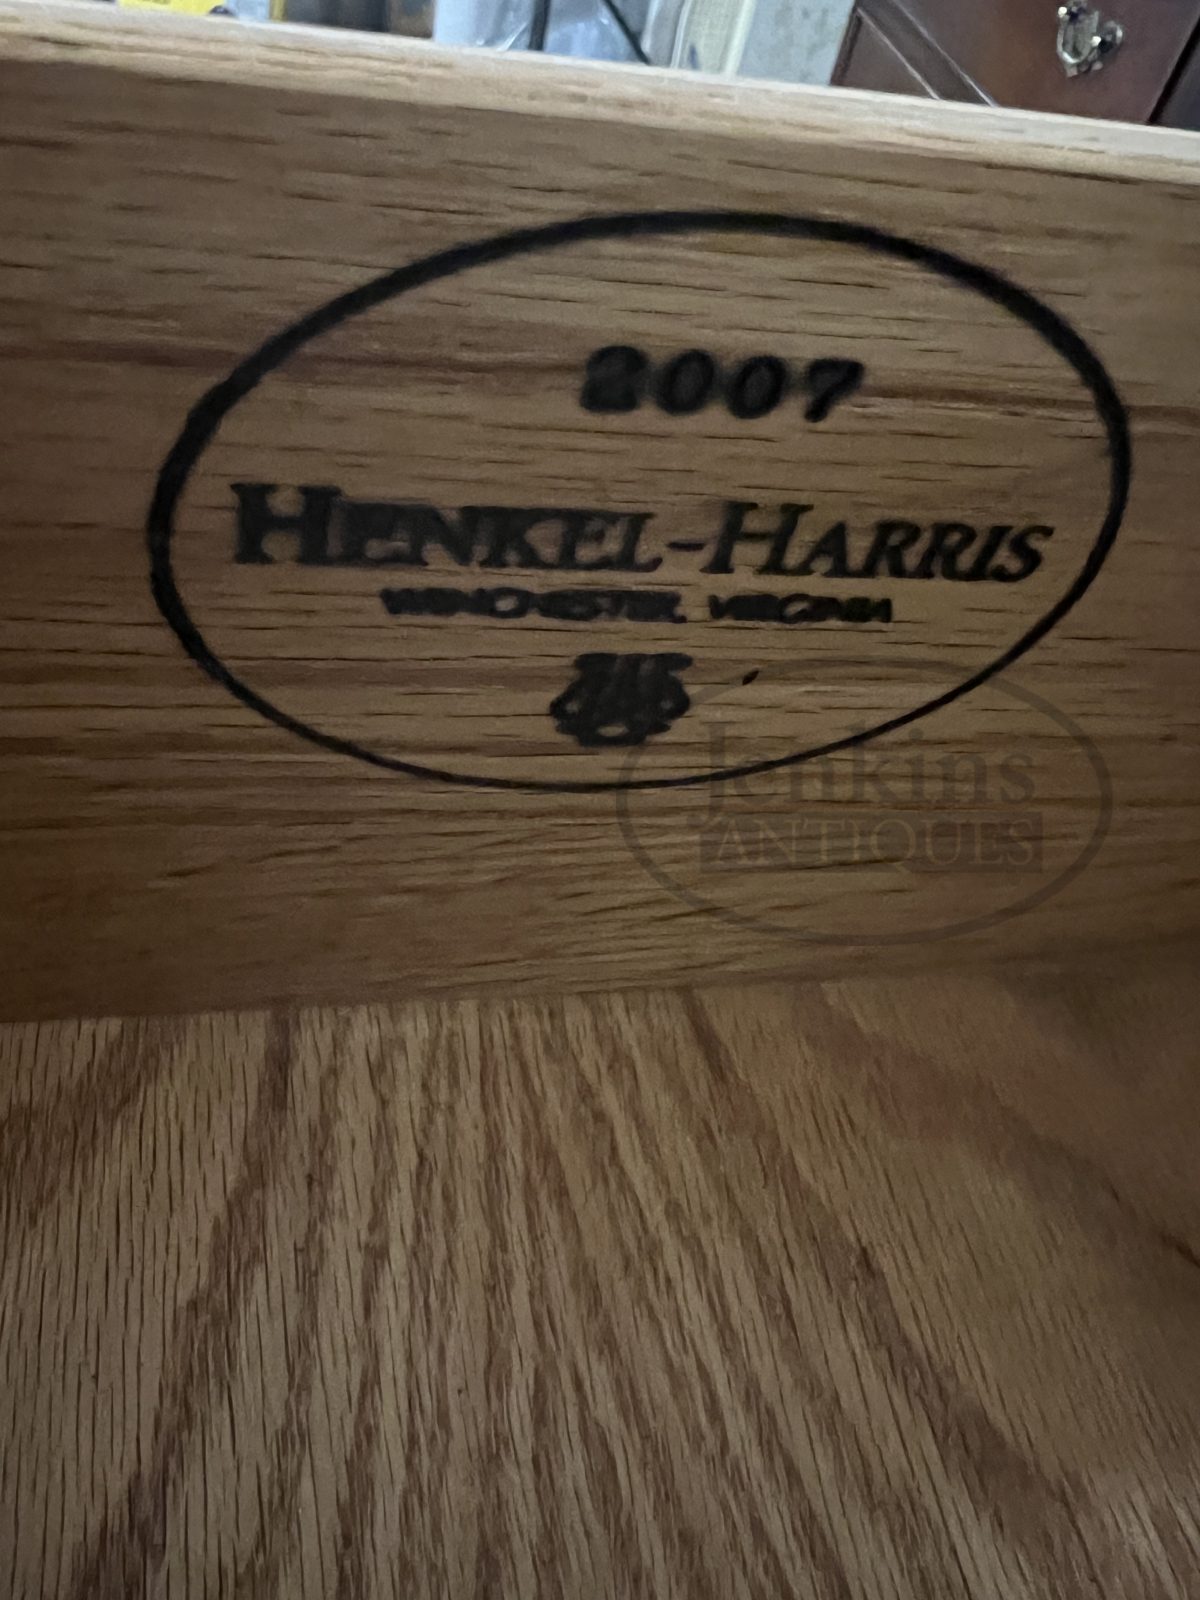 2007
HENKEL-HARRIS
WINCHESTER, VIRGINIA
Jenkins
ANTIQUES